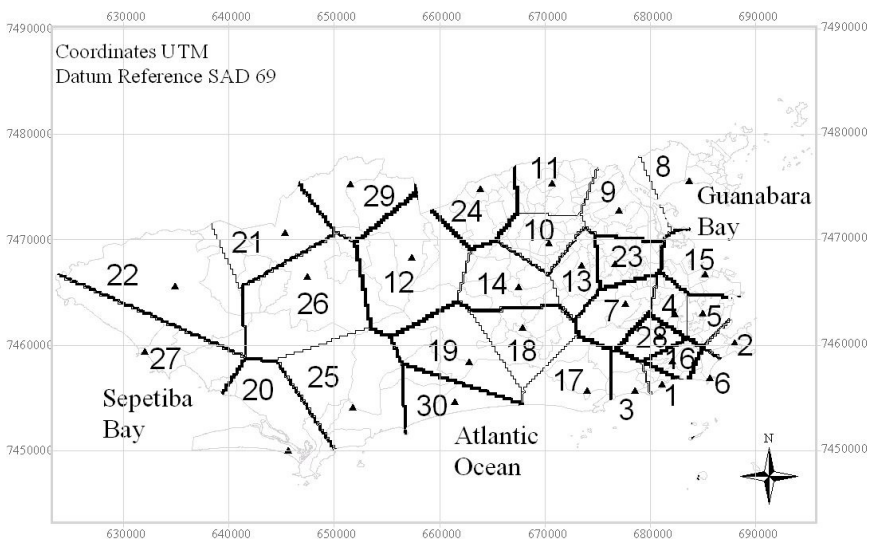 630000 640000 650000 660000 670000 680000 690000
7490000 7490000
Coordinates UTM
Datum Reference SAD 69
7480000 7480000
11 8
29 9 Guanabara
24 Bay
21 10
7470000 7470000
23 15
22 12 13
26 14
7 4 5
28 2
7460000 7460000
27 19 18 16
20 25 17 6
Sepetiba 30 3 1
Bay
Atlantic
Ocean
N
7450000 7450000
630000 640000 650000 660000 670000 680000 690000